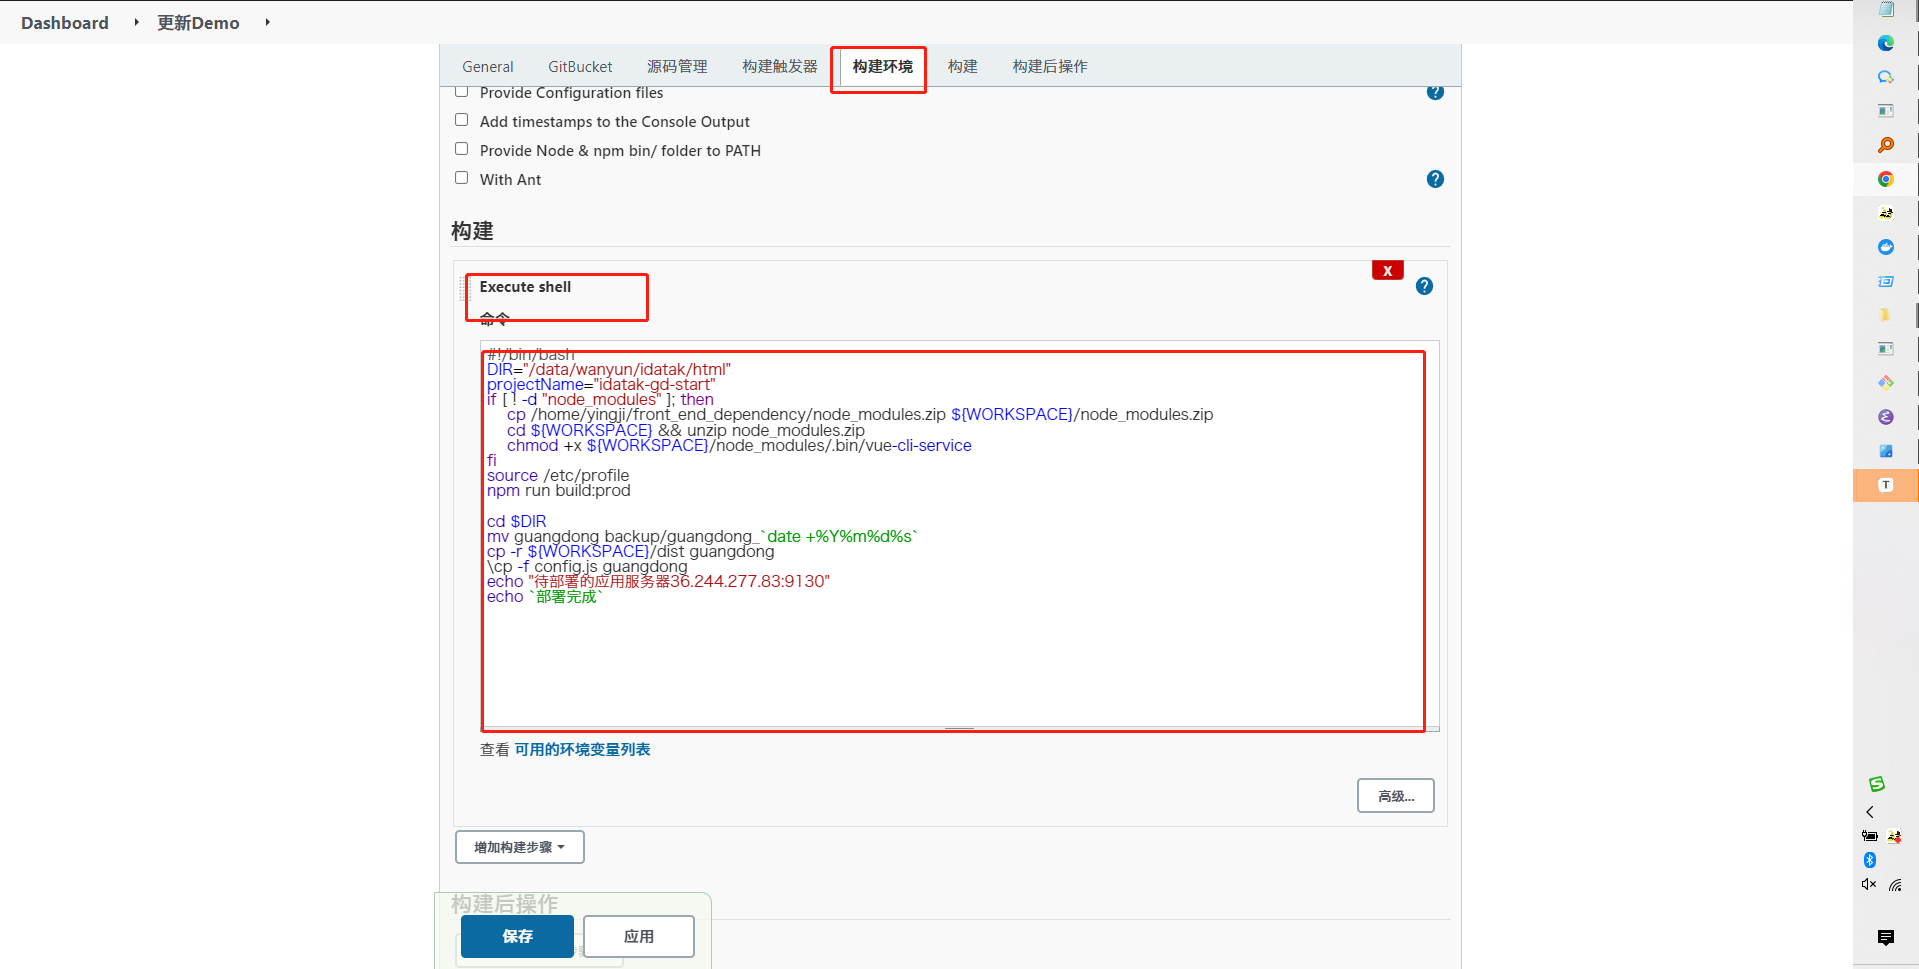 Dashboard 更新Demo
General GitBucket 源码管理 构建触发器 构建环境 构建 构建后操作
Provide Configuration files
Add timestamps to the Console Output
Provide Node & npm bin/ folder to PATH
With Ant
构建
X
Execute shell
命令
#!/bin/bash
DIR="/data/wanyun/idatak/html"
projectName="idatak-gd-start"
if [ ! -d "node_modules" ]; then
cp /home/yingji/front_end_dependency/node_modules.zip ${WORKSPACE}/node_modules.zip
cd ${WORKSPACE} && unzip node_modules.zip
chmod +x ${WORKSPACE}/node_modules/.bin/vue-cli-service
fi
source /etc/profile
npm run build:prod
cd $DIR
mv guangdong backup/guangdong_`date +%Y%m%d%s`
cp -r ${WORKSPACE}/dist guangdong
\cp -f config.js guangdong
echo "待部署的应用服务器36.244.277.83:9130"
echo `部署完成`
查看 可用的环境变量列表
高级...
增加构建步骤
构建后操作
保存 应用